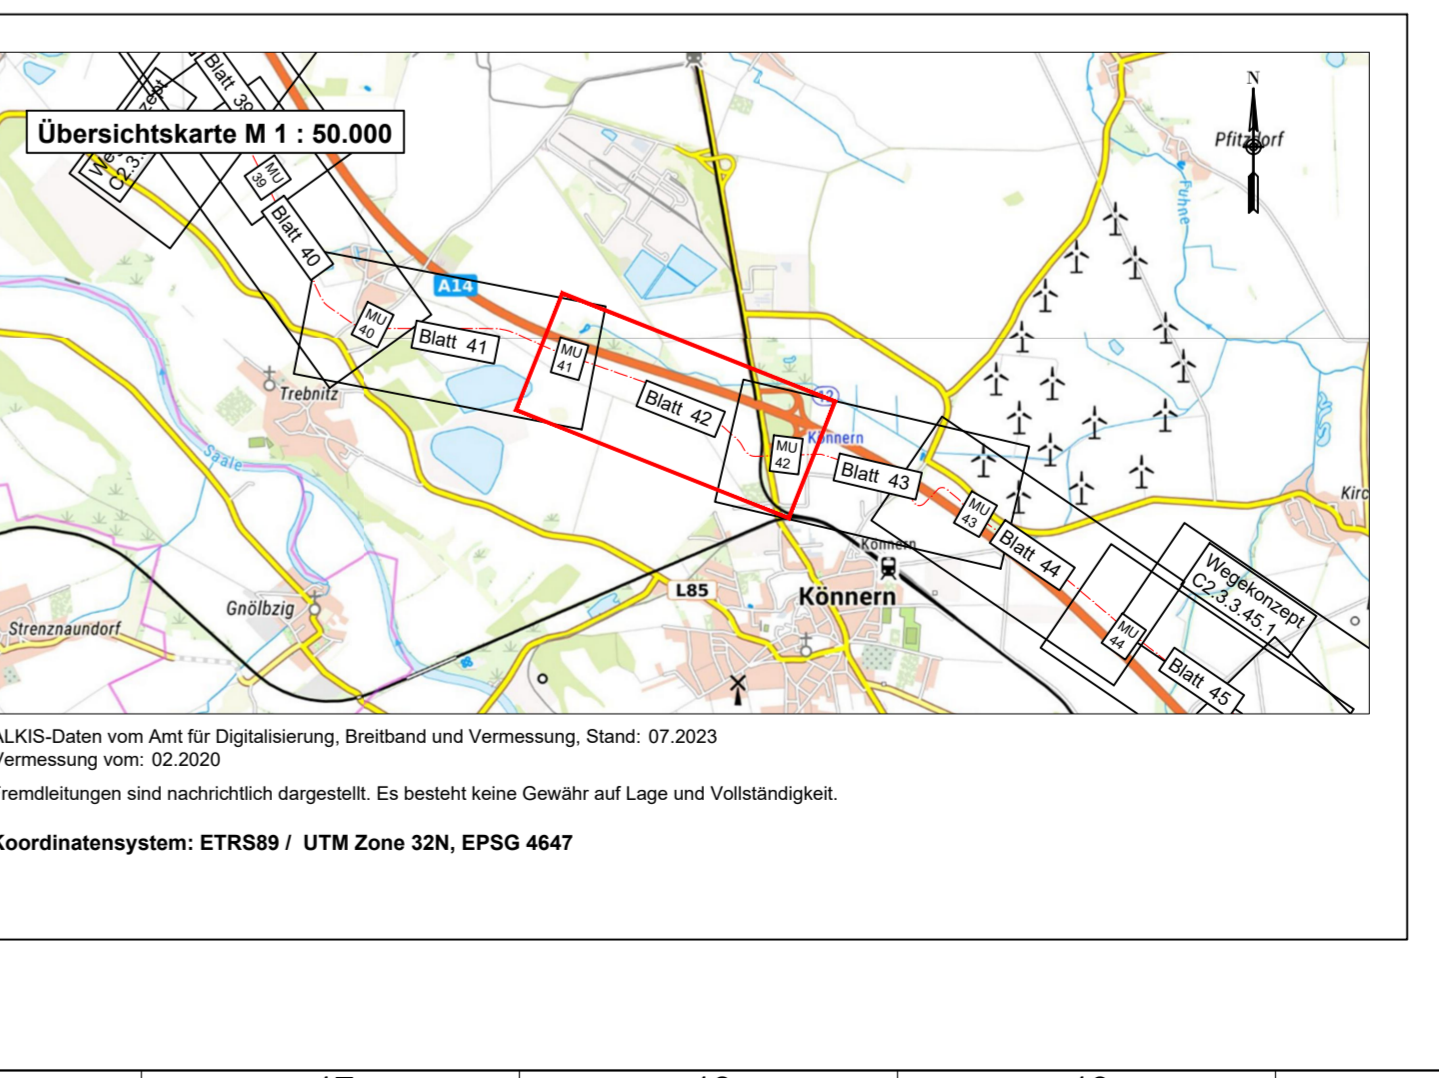 Übersichtskarte M 1 : 50.000
Blatt 39
MU
39
Blatt 40
MU
40
Blatt 41
A14
MU
41
Blatt 42
MU
42
Könnern
Blatt 43
MU
43
Blatt 44
MU
44
Blatt 45
Wegekonzept
C2.3.3.45.1
N
Pfitzdorf
Fuhne
Trebnitz
Saale
Gnölbzig
Strenznaundorf
L85
Könnern
Könnern
Kirc
ALKIS-Daten vom Amt für Digitalisierung, Breitband und Vermessung, Stand: 07.2023
Vermessung vom: 02.2020
Fremdleitungen sind nachrichtlich dargestellt. Es besteht keine Gewähr auf Lage und Vollständigkeit.
Koordinatensystem: ETRS89 / UTM Zone 32N, EPSG 4647